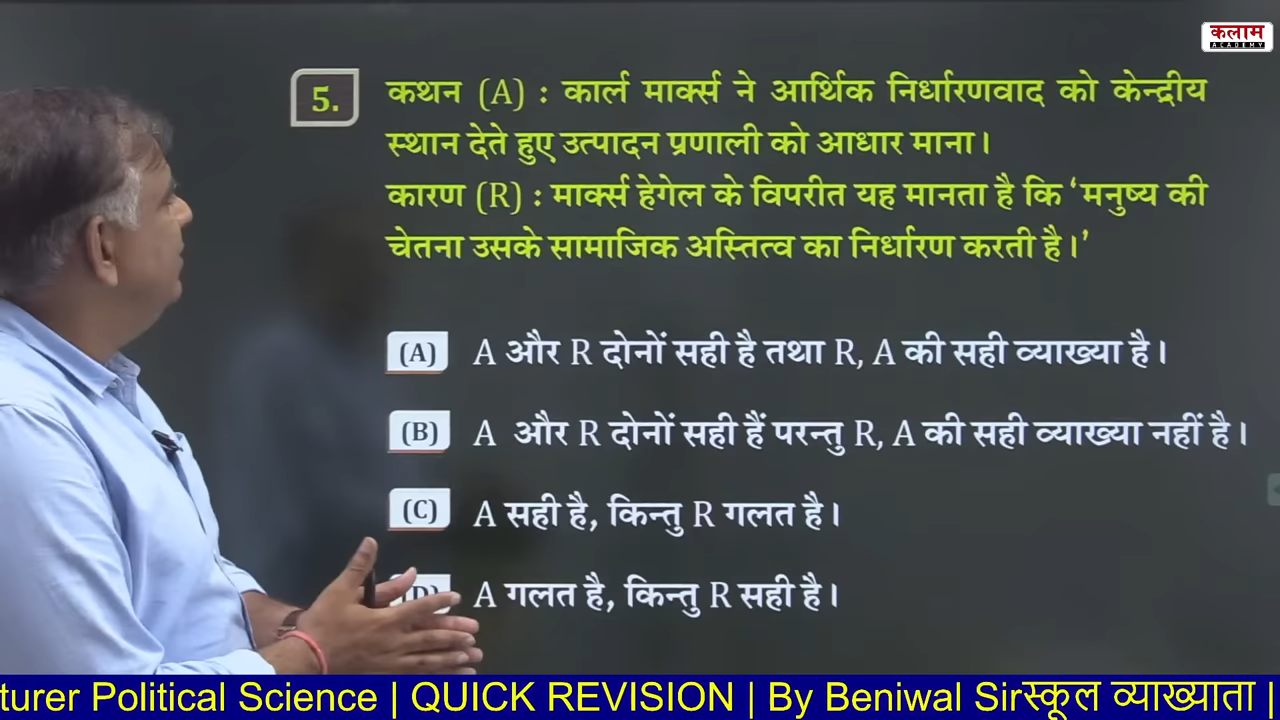 कलाम
ACADEMY
5.
कथन (A) : कार्ल मार्क्स ने आर्थिक निर्धारणवाद को केन्द्रीय
स्थान देते हुए उत्पादन प्रणाली को आधार माना।
कारण (R) : मार्क्स हेगेल के विपरीत यह मानता है कि ‘मनुष्य की
चेतना उसके सामाजिक अस्तित्व का निर्धारण करती है।’
(A) A और R दोनों सही है तथा R, A की सही व्याख्या है।
(B) A और R दोनों सही हैं परन्तु R, A की सही व्याख्या नहीं है।
(C) A सही है, किन्तु R गलत है।
(D) A गलत है, किन्तु R सही है।
turer Political Science | QUICK REVISION | By Beniwal Sirस्कूल व्याख्याता |